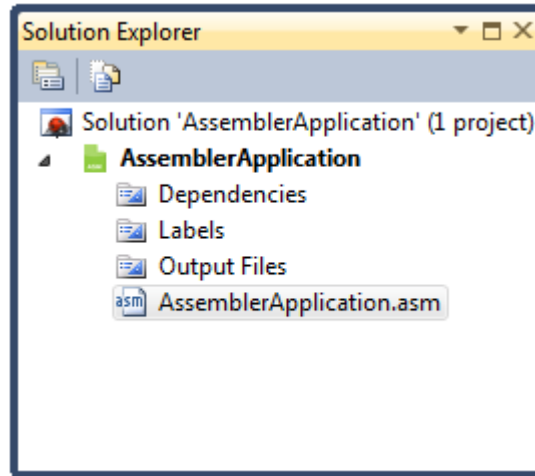 Solution Explorer
Solution 'AssemblerApplication' (1 project)
AssemblerApplication
Dependencies
Labels
Output Files
asm AssemblerApplication.asm